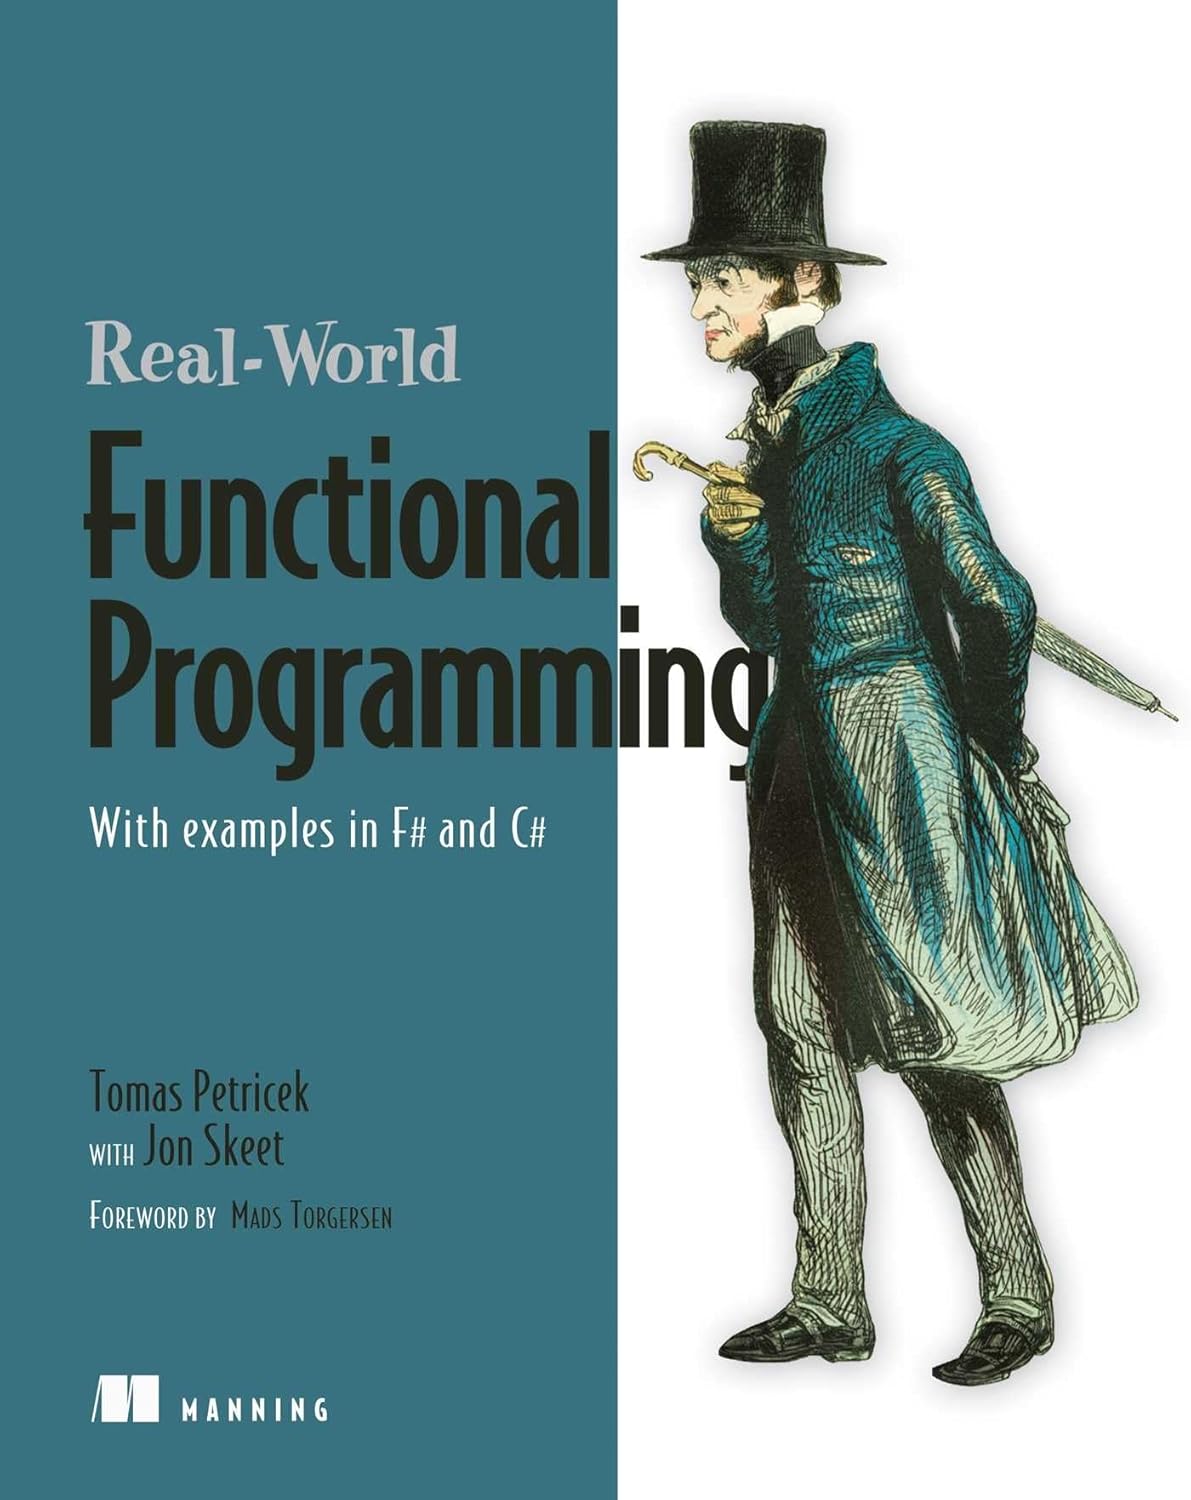 Real-World
Functional
Programming
With examples in F# and C#
Tomas Petricek
WITH Jon Skeet
FOREWORD BY MADS TORGERSEN
MANNING